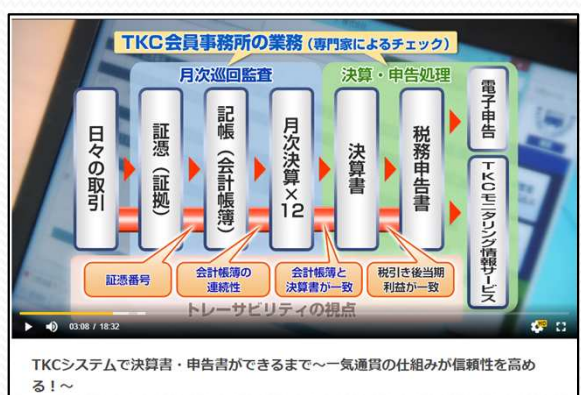 TKC会員事務所の業務（専門家によるチェック）
月次巡回監査
決算・申告処理
日々の取引
証憑（証拠）
記帳（会計帳簿）
月次決算×12
決算書
税務申告書
電子申告
TKCモニタリング情報サービス
証憑番号
会計帳簿の
連続性
会計帳簿と
決算書が一致
税引き後当期
利益が一致
トレーサビリティの視点
03:08 / 18:32
TKCシステムで決算書・申告書ができるまで～一気通貫の仕組みが信頼性を高め
る！～